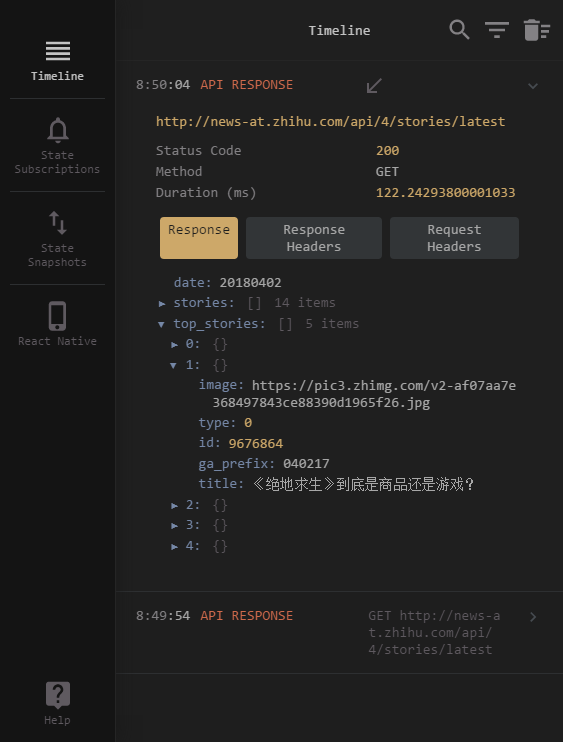 Timeline
Timeline
State
Subscriptions
State
Snapshots
React Native
Help
8:50:04 API RESPONSE
http://news-at.zhihu.com/api/4/stories/latest
Status Code 200
Method GET
Duration (ms) 122.24293800001033
Response
Response
Headers
Request
Headers
date: 20180402
stories: [] 14 items
top_stories: [] 5 items
0: {}
1: {}
image: https://pic3.zhimg.com/v2-af07aa7e
368497843ce88390d1965f26.jpg
type: 0
id: 9676864
ga_prefix: 040217
title: 《绝地求生》到底是商品还是游戏?
2: {}
3: {}
4: {}
8:49:54 API RESPONSE
GET http://news-a
t.zhihu.com/api/
4/stories/latest